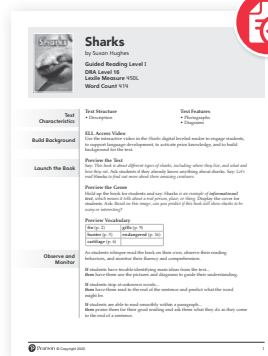 Sharks
Sharks
by Susan Hughes
Guided Reading Level I
DRA Level 16
Lexile Measure 450L
Word Count 414
Text Characteristics
Text Structure
• Description
Text Features
• Photographs
• Diagrams
Build Background
ELL Access Video
Use the interactive video in the Sharks digital leveled reader to engage students,
to support language development, to activate prior knowledge, and to build
background for the text.
Launch the Book
Preview the Text
Say: This book is about different types of sharks, including where they live, and what and
how they eat. Ask students if they already know anything about sharks. Say: Let's
read Sharks to find out more about these amazing creatures.
Preview the Genre
Hold up the book for students and say: Sharks is an example of informational
text, which means it tells about a real person, place, or thing. Display the cover for
students. Ask: Based on this image, can you predict if this book will show sharks to be
scary or interesting?
Preview Vocabulary
fin (p. 2) gills (p. 9)
hunter (p. 5) endangered (p. 16)
cartilage (p. 6)
Observe and Monitor
As students whisper read the book on their own, observe their reading
behaviors, and monitor their fluency and comprehension.
If students have trouble identifying main ideas from the text...
then have them use the pictures and diagrams to guide their understanding.
If students stop at unknown words...
then have them read to the end of the sentence and predict what the word
might be.
If students are able to read smoothly within a paragraph...
then praise them for their good reading and ask them what they do as they come
to the end of a sentence.
Pearson © Copyright 2020
1